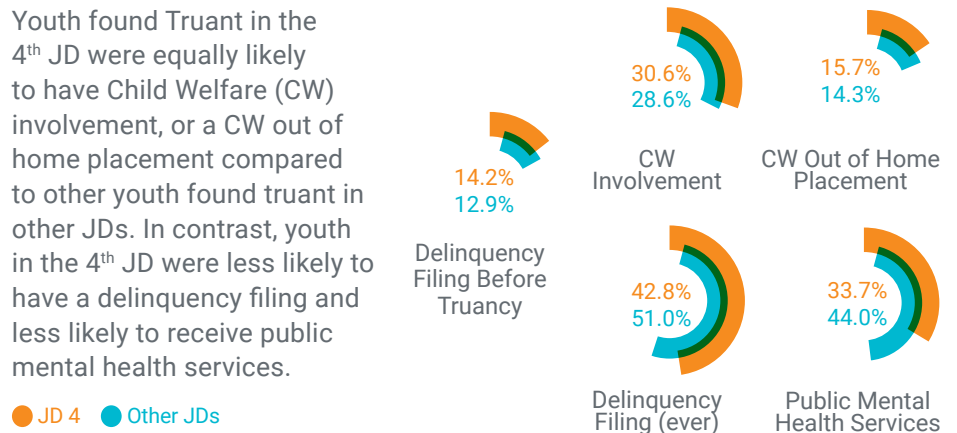 Youth found Truant in the
4th JD were equally likely
to have Child Welfare (CW)
involvement, or a CW out of
home placement compared
to other youth found truant in
other JDs. In contrast, youth
in the 4th JD were less likely to
have a delinquency filing and
less likely to receive public
mental health services.
JD 4 Other JDs
14.2%
12.9%
Delinquency
Filing Before
Truancy
30.6%
28.6%
CW
Involvement
15.7%
14.3%
CW Out of Home
Placement
42.8%
51.0%
Delinquency
Filing (ever)
33.7%
44.0%
Public Mental
Health Services